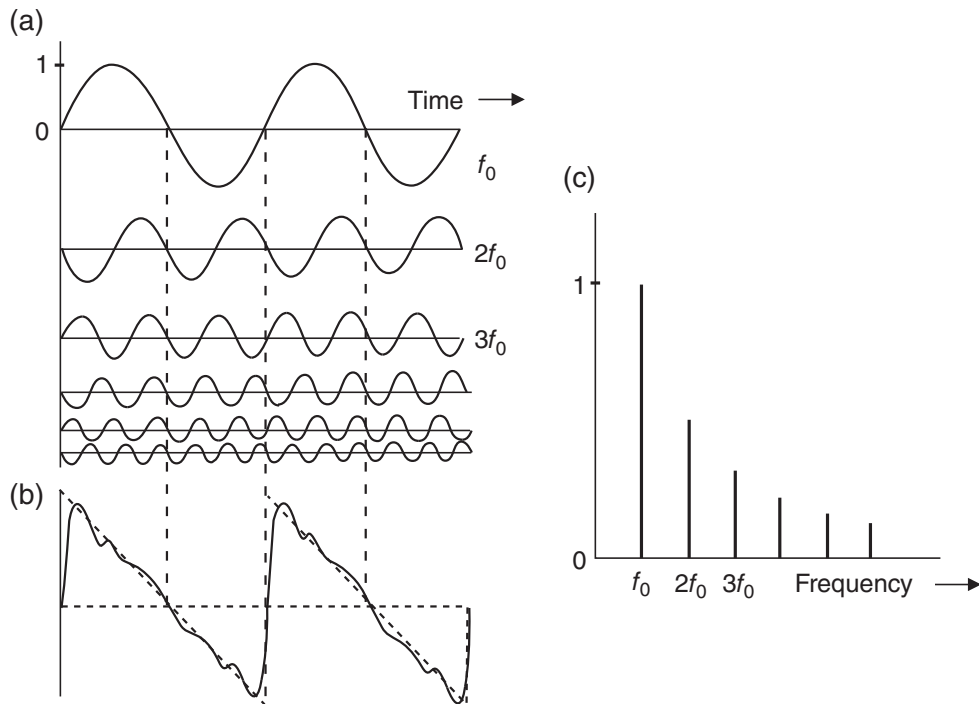 (a)
1
0
Time
f₀
2f₀
3f₀
(b)
(c)
1
0
f₀ 2f₀ 3f₀ Frequency